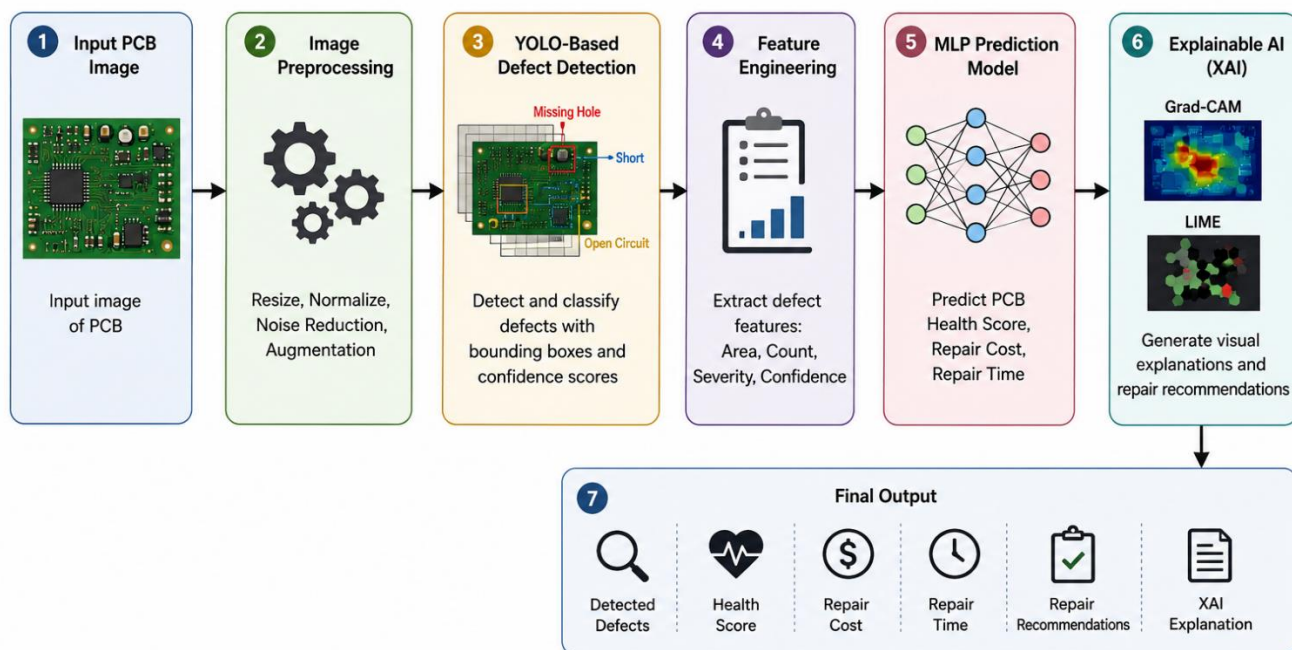 1 Input PCB
Image
Input image
of PCB
2 Image
Preprocessing
Resize, Normalize,
Noise Reduction,
Augmentation
3 YOLO-Based
Defect Detection
Missing Hole
Short
Open Circuit
Detect and classify
defects with
bounding boxes and
confidence scores
4 Feature
Engineering
Extract defect
features:
Area, Count,
Severity, Confidence
5 MLP Prediction
Model
Predict PCB
Health Score,
Repair Cost,
Repair Time
6 Explainable AI
(XAI)
Grad-CAM
LIME
Generate visual
explanations and
repair recommendations
7 Final Output
Detected
Defects
Health
Score
$
Repair
Cost
Repair
Time
Repair
Recommendations
XAI
Explanation